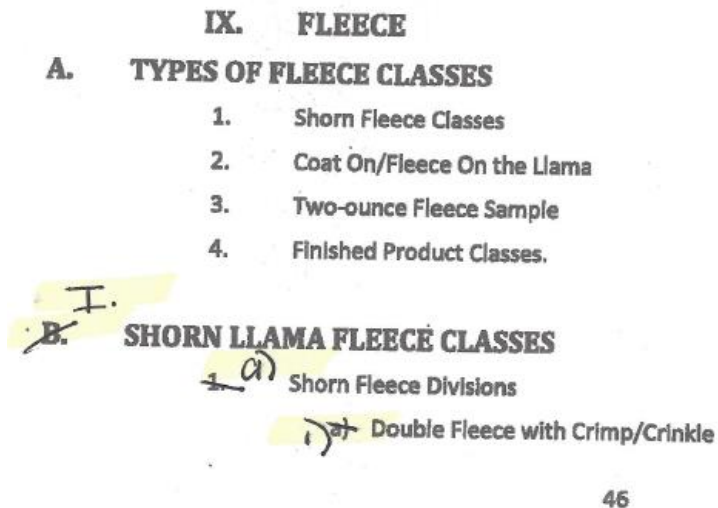 IX. FLEECE
A. TYPES OF FLEECE CLASSES
1. Shorn Fleece Classes
2. Coat On/Fleece On the Llama
3. Two-ounce Fleece Sample
4. Finished Product Classes.
I.
B. SHORN LLAMA FLEECE CLASSES
1. a) Shorn Fleece Divisions
i) a) Double Fleece with Crimp/Crinkle
46